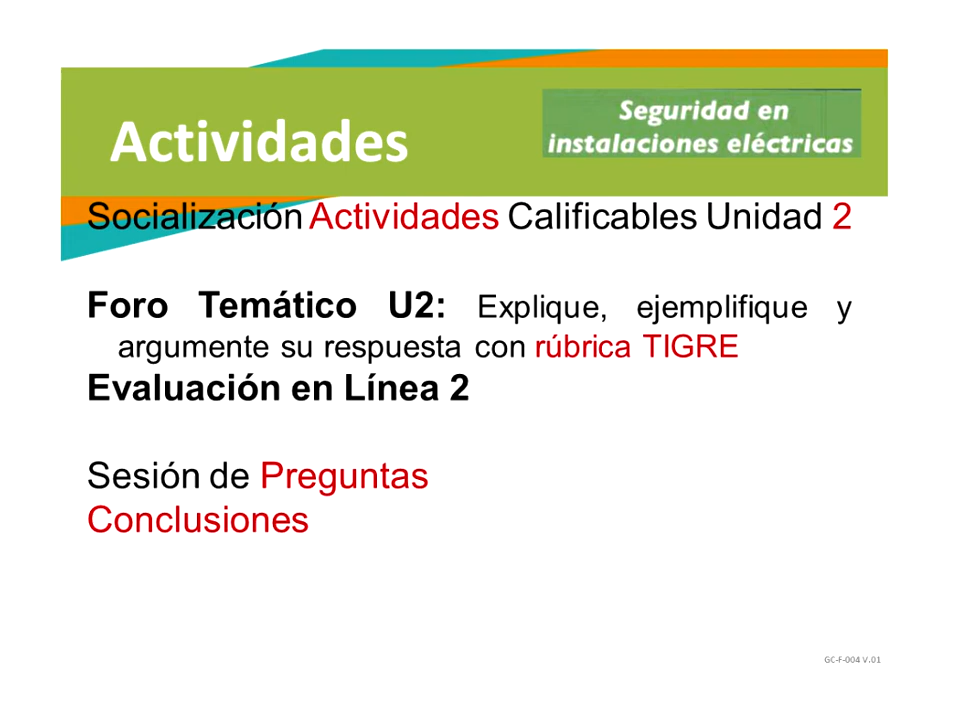 Actividades
Seguridad en
instalaciones eléctricas
Socialización Actividades Calificables Unidad 2
Foro Temático U2: Explique, ejemplifique y
argumente su respuesta con rúbrica TIGRE
Evaluación en Línea 2
Sesión de Preguntas
Conclusiones
GC-F-004 V.01